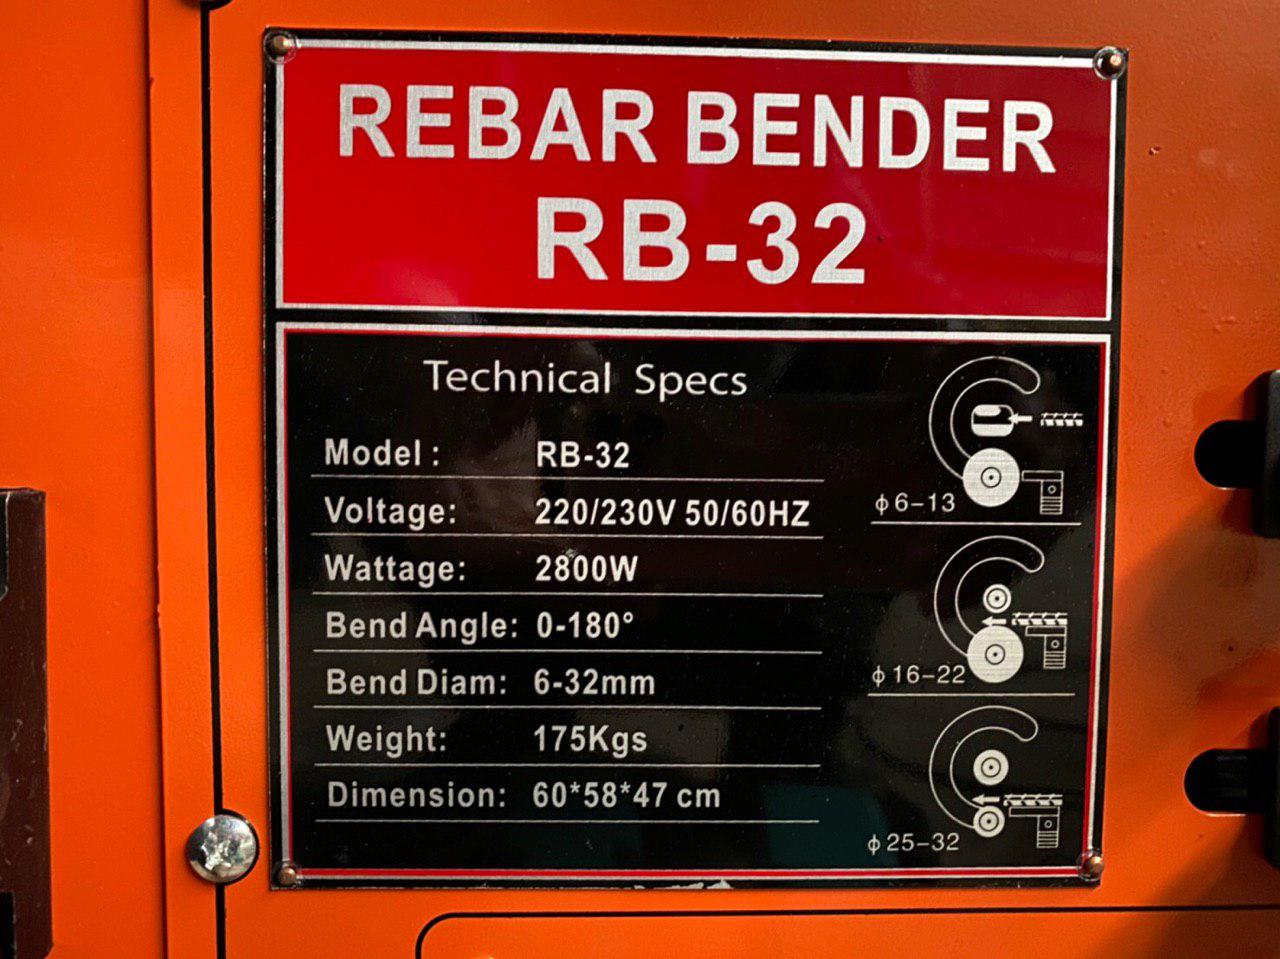 REBAR BENDER
RB-32
Technical Specs
Model : RB-32
Voltage: 220/230V 50/60HZ
Wattage: 2800W
Bend Angle: 0-180°
Bend Diam: 6-32mm
Weight: 175Kgs
Dimension: 60*58*47 cm
ϕ6-13
ϕ16-22
ϕ25-32